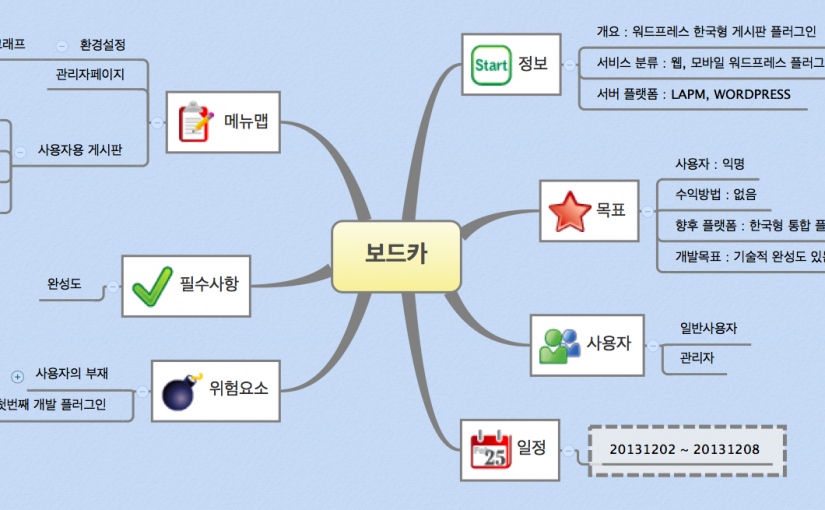 보드카
Start
정보
개요 : 워드프레스 한국형 게시판 플러그인
서비스 분류 : 웹, 모바일 워드프레스 플러그
서버 플랫폼 : LAPM, WORDPRESS
목표
사용자 : 익명
수익방법 : 없음
향후 플랫폼 : 한국형 통합 플
개발목표 : 기술적 완성도 있는
사용자
일반사용자
관리자
Feb
25
일정
20131202 ~ 20131208
메뉴맵
래프
환경설정
관리자페이지
사용자용 게시판
필수사항
완성도
위험요소
사용자의 부재
첫번째 개발 플러그인